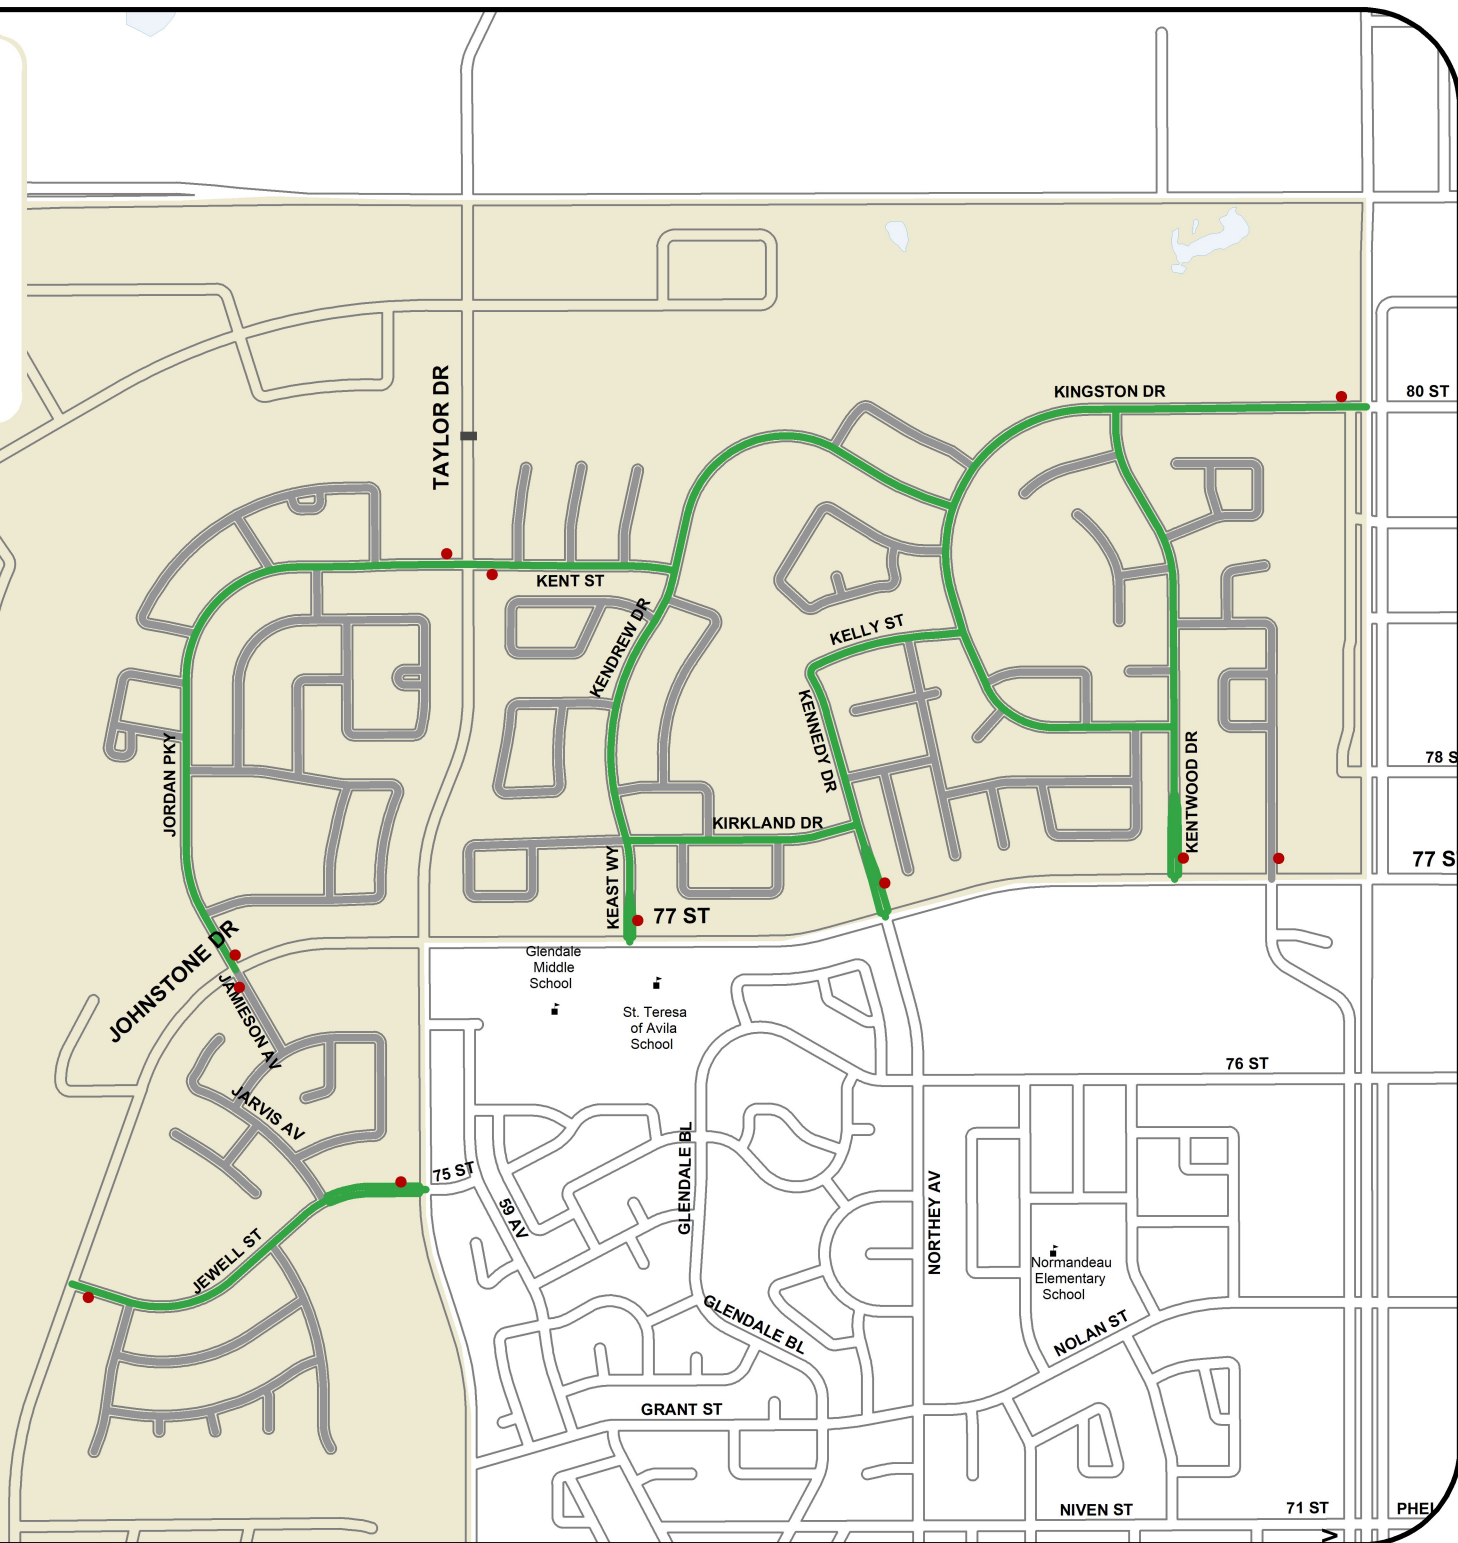 TAYLOR DR
KINGSTON DR
80 ST
KENT ST
KENDREW DR
KELLY ST
KENNEDY DR
JORDAN PKY
KENTWOOD DR
78 S
KIRKLAND DR
77 S
KEAST WY
77 ST
JOHNSTONE DR
JAMIESON AV
Glendale
Middle
School
St. Teresa
of Avila
School
76 ST
JARVIS AV
75 ST
59 AV
GLENDALE BL
NORTHEY AV
JEWELL ST
Normandeau
Elementary
School
GLENDALE BL
NOLAN ST
GRANT ST
NIVEN ST
71 ST
PHEL
V